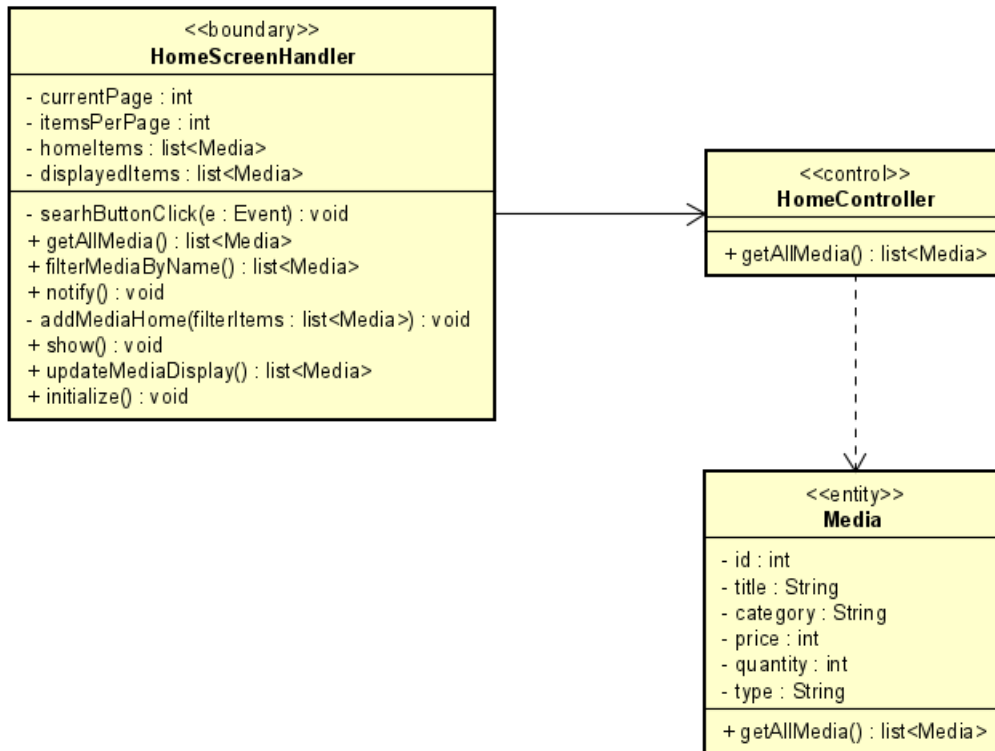 <<boundary>>
HomeScreenHandler
- currentPage : int
- itemsPerPage : int
- homeItems : list<Media>
- displayedItems : list<Media>
- searhButtonClick(e : Event) : void
+ getAllMedia() : list<Media>
+ filterMediaByName() : list<Media>
+ notify() : void
- addMediaHome(filterItems : list<Media>) : void
+ show() : void
+ updateMediaDisplay() : list<Media>
+ initialize() : void
<<control>>
HomeController
+ getAllMedia() : list<Media>
<<entity>>
Media
- id : int
- title : String
- category : String
- price : int
- quantity : int
- type : String
+ getAllMedia() : list<Media>